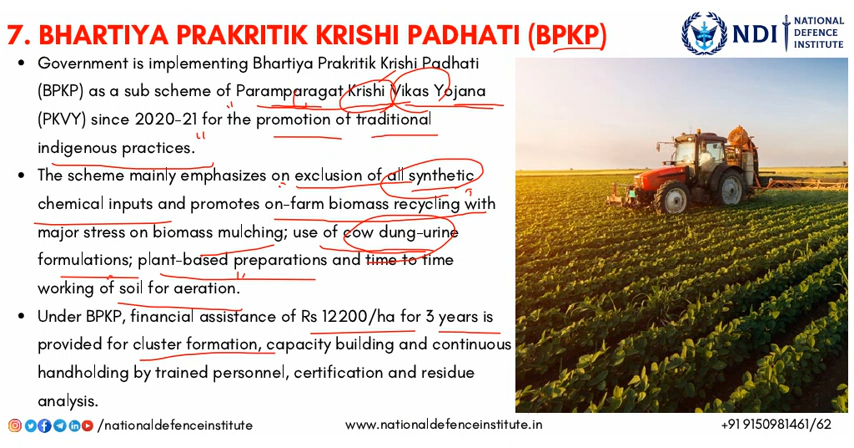 7. BHARTIYA PRAKRITIK KRISHI PADHATI (BPKP)
NDI
NATIONAL
DEFENCE
INSTITUTE
• Government is implementing Bhartiya Prakritik Krishi Padhati
(BPKP) as a sub scheme of Paramparagat Krishi Vikas Yojana
(PKVY) since 2020-21 for the promotion of traditional
indigenous practices.
• The scheme mainly emphasizes on exclusion of all synthetic
chemical inputs and promotes on-farm biomass recycling with
major stress on biomass mulching; use of cow dung-urine
formulations; plant-based preparations and time to time
working of soil for aeration.
• Under BPKP, financial assistance of Rs 12200/ha for 3 years is
provided for cluster formation, capacity building and continuous
handholding by trained personnel, certification and residue
analysis.
/nationaldefenceinstitute
www.nationaldefenceinstitute.in
+91 9150981461/62